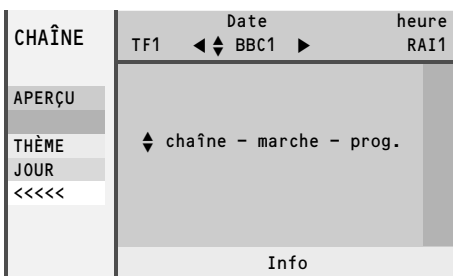 CHAÎNE
Date heure
TF1 ◀ ♦ BBC1 ▶ RAI1
APERÇU
THÈME
JOUR
<<<<<
♦ chaîne – marche – prog.
Info